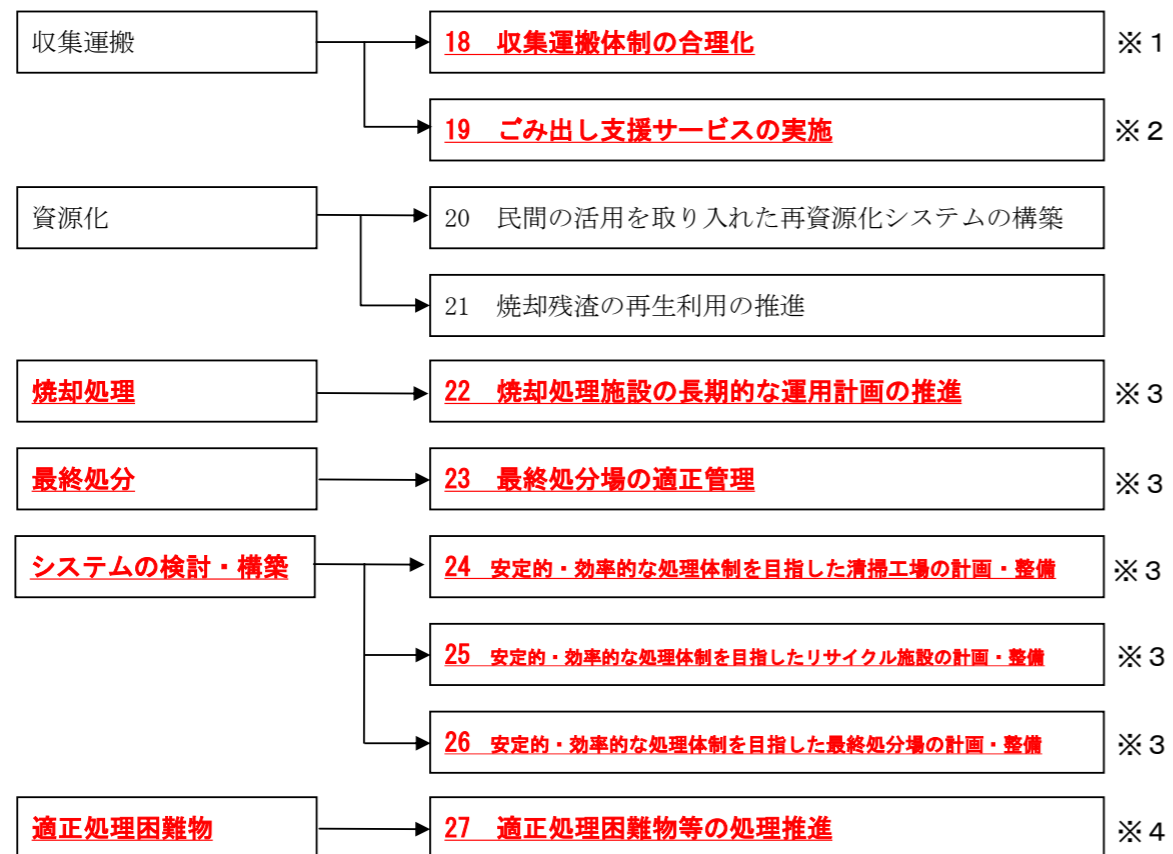 収集運搬
18　収集運搬体制の合理化
※１
19　ごみ出し支援サービスの実施
※２
資源化
20　民間の活用を取り入れた再資源化システムの構築
21　焼却残渣の再生利用の推進
焼却処理
22　焼却処理施設の長期的な運用計画の推進
※３
最終処分
23　最終処分場の適正管理
※３
システムの検討・構築
24　安定的・効率的な処理体制を目指した清掃工場の計画・整備
※３
25　安定的・効率的な処理体制を目指したリサイクル施設の計画・整備
※３
26　安定的・効率的な処理体制を目指した最終処分場の計画・整備
※３
適正処理困難物
27　適正処理困難物等の処理推進
※４